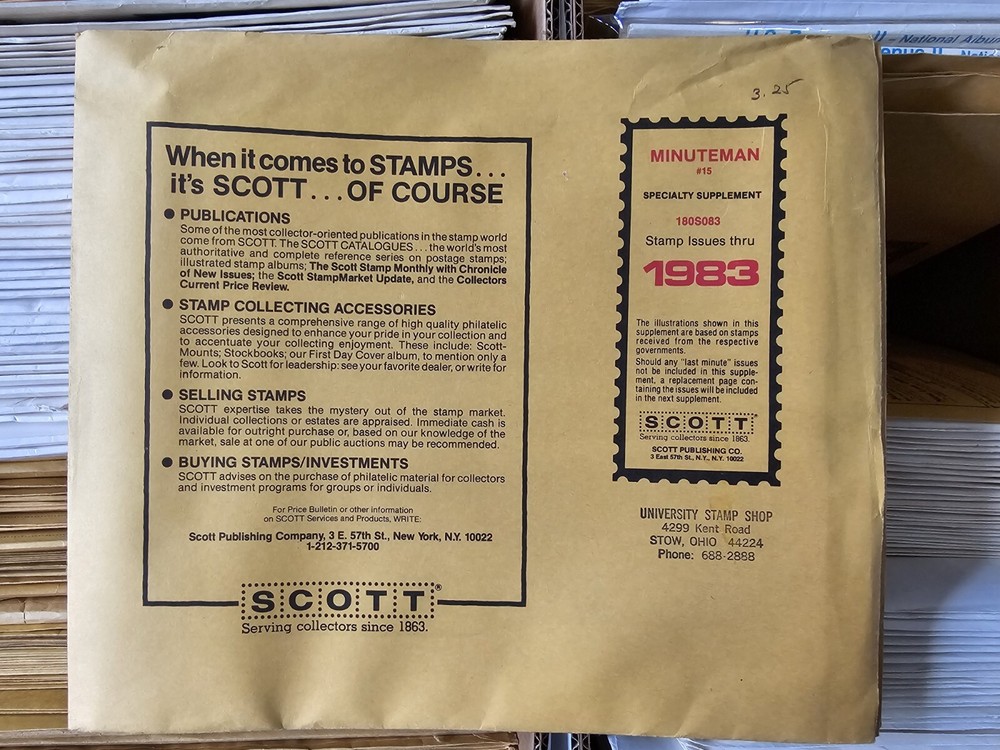 National Album
3.25
When it comes to STAMPS...
it's SCOTT...OF COURSE
● PUBLICATIONS
Some of the most collector-oriented publications in the stamp world
come from SCOTT. The SCOTT CATALOGUES...the world's most
authoritative and complete reference series on postage stamps;
illustrated stamp albums; The Scott Stamp Monthly with Chronicle
of New Issues; the Scott StampMarket Update, and the Collectors
Current Price Review.
● STAMP COLLECTING ACCESSORIES
SCOTT presents a comprehensive range of high quality philatelic
accessories designed to enhance your pride in your collection and
to accentuate your collecting enjoyment. These include: Scott-
Mounts; Stockbooks; our First Day Cover album, to mention only a
few. Look to Scott for leadership: see your favorite dealer, or write for
information.
● SELLING STAMPS
SCOTT expertise takes the mystery out of the stamp market.
Individual collections or estates are appraised. Immediate cash is
available for outright purchase or, based on our knowledge of the
market, sale at one of our public auctions may be recommended.
● BUYING STAMPS/INVESTMENTS
SCOTT advises on the purchase of philatelic material for collectors
and investment programs for groups or individuals.
For Price Bulletin or other information
on SCOTT Services and Products, WRITE:
Scott Publishing Company, 3 E. 57th St., New York, N.Y. 10022
1-212-371-5700
SCOTT®
Serving collectors since 1863.
MINUTEMAN
#15
SPECIALTY SUPPLEMENT
180S083
Stamp Issues thru
1983
The illustrations shown in this
supplement are based on stamps
received from the respective
governments.
Should any "last minute" issues
not be included in this supple-
ment, a replacement page con-
taining the issues will be included
in the next supplement.
SCOTT®
Serving collectors since 1863.
SCOTT PUBLISHING CO.
3 East 57th St., N.Y., N.Y. 10022
UNIVERSITY STAMP SHOP
4299 Kent Road
STOW, OHIO 44224
Phone: 688-2888